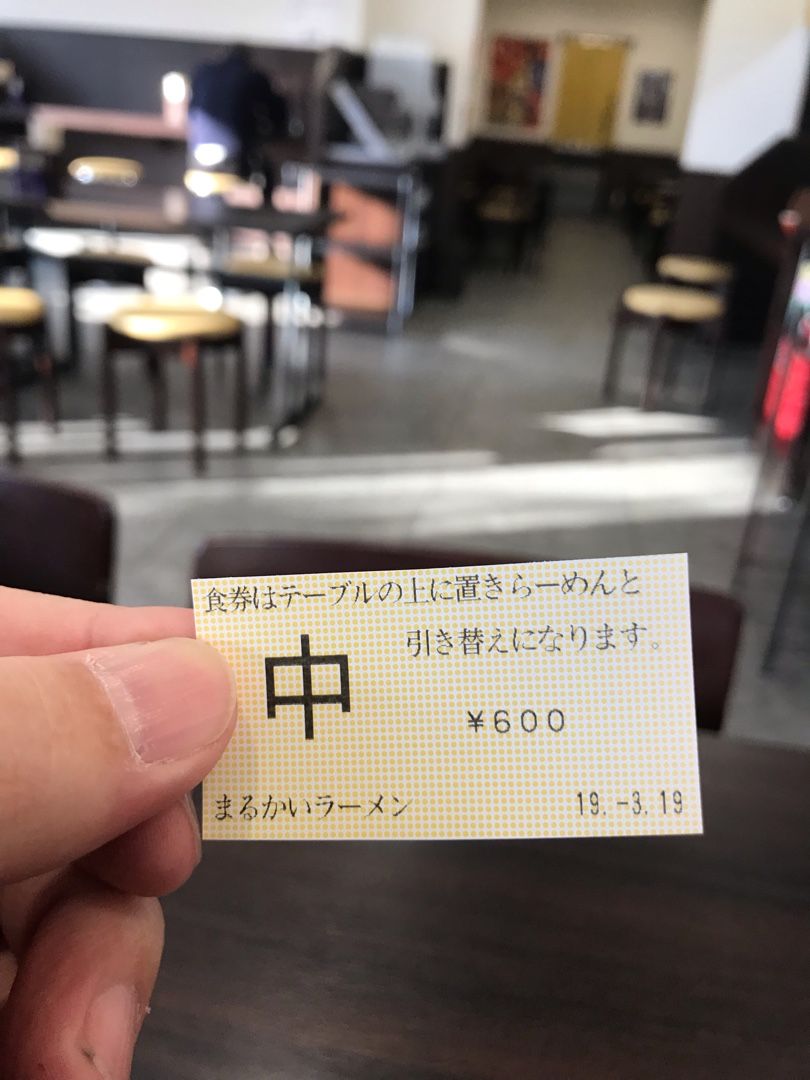 食券はテーブルの上に置きらーめんと
引き替えになります。
中
¥600
まるかいラーメン 19.-3.19